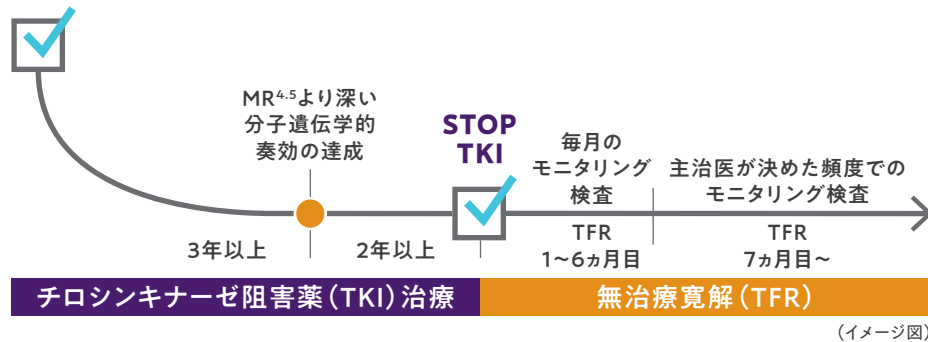 MR4.5より深い
分子遺伝学的
奏効の達成
STOP
TKI
毎月の
モニタリング
検査
主治医が決めた頻度での
モニタリング検査
3年以上
2年以上
TFR
1~6ヵ月目
TFR
7ヵ月目~
チロシンキナーゼ阻害薬(TKI)治療
無治療寛解(TFR)
(イメージ図)